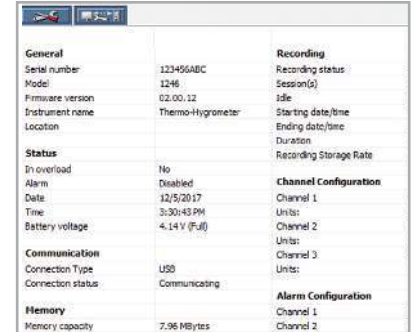 General
Serial number 123456ABC
Model 1246
Firmware version 02.00.12
Instrument name Thermo-Hygrometer
Location
Status
In overload No
Alarm Disabled
Date 12/5/2017
Time 3:30:43 PM
Battery voltage 4.14 V (Full)
Communication
Connection Type USB
Connection status Communicating
Memory
Memory capacity 7.96 MBytes
Recording
Recording status
Session(s)
Idle
Starting date/time
Ending date/time
Duration
Recording Storage Rate
Channel Configuration
Channel 1
Units:
Channel 2
Units:
Channel 3
Units:
Alarm Configuration
Channel 1
Channel 2